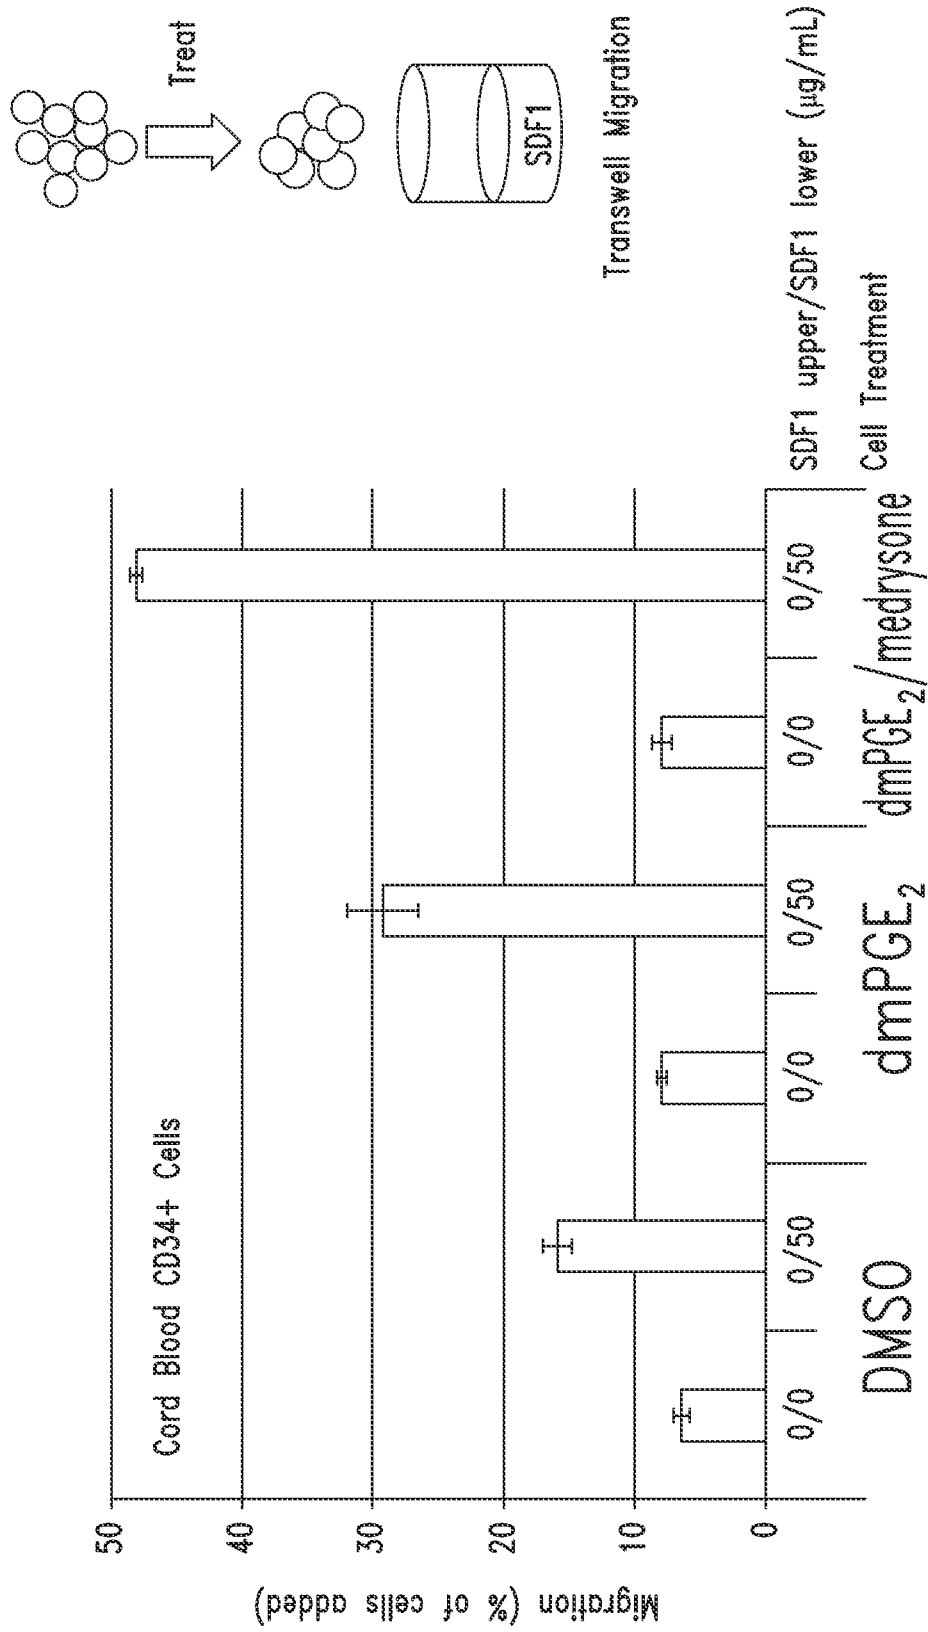 Migration (% of cells added)
50
40
30
20
10
0
Cord Blood CD34+ Cells
0/0
0/50
0/0
0/50
0/0
0/50
SDF1 upper/SDF1 lower (µg/mL)
DMSO
dmPGE₂
dmPGE₂/medrysone
Cell Treatment
Treat
SDF1
Transwell Migration